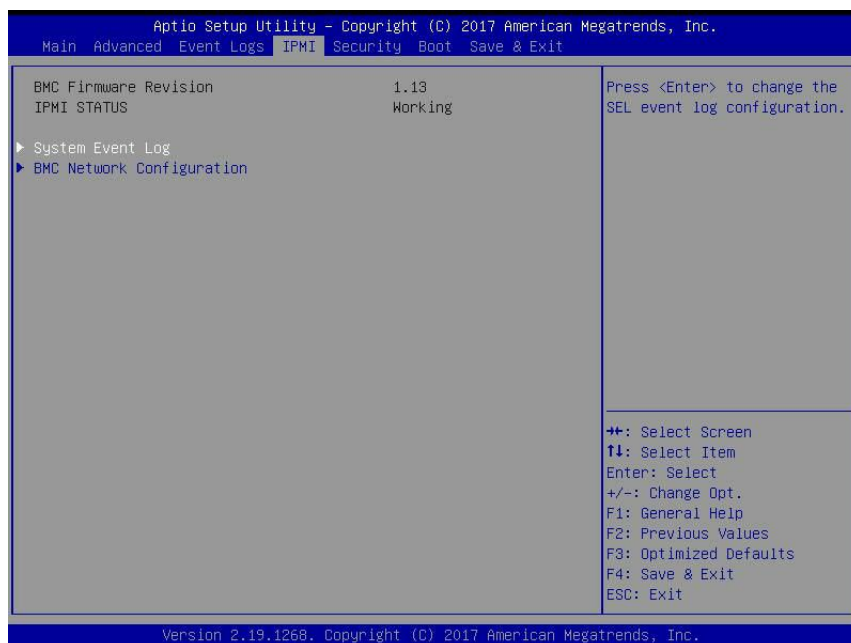 Aptio Setup Utility – Copyright (C) 2017 American Megatrends, Inc.
Main Advanced Event Logs IPMI Security Boot Save & Exit
BMC Firmware Revision 1.13
IPMI STATUS Working
System Event Log
BMC Network Configuration
Press <Enter> to change the
SEL event log configuration.
→←: Select Screen
↑↓: Select Item
Enter: Select
+/-: Change Opt.
F1: General Help
F2: Previous Values
F3: Optimized Defaults
F4: Save & Exit
ESC: Exit
Version 2.19.1268. Copyright (C) 2017 American Megatrends, Inc.